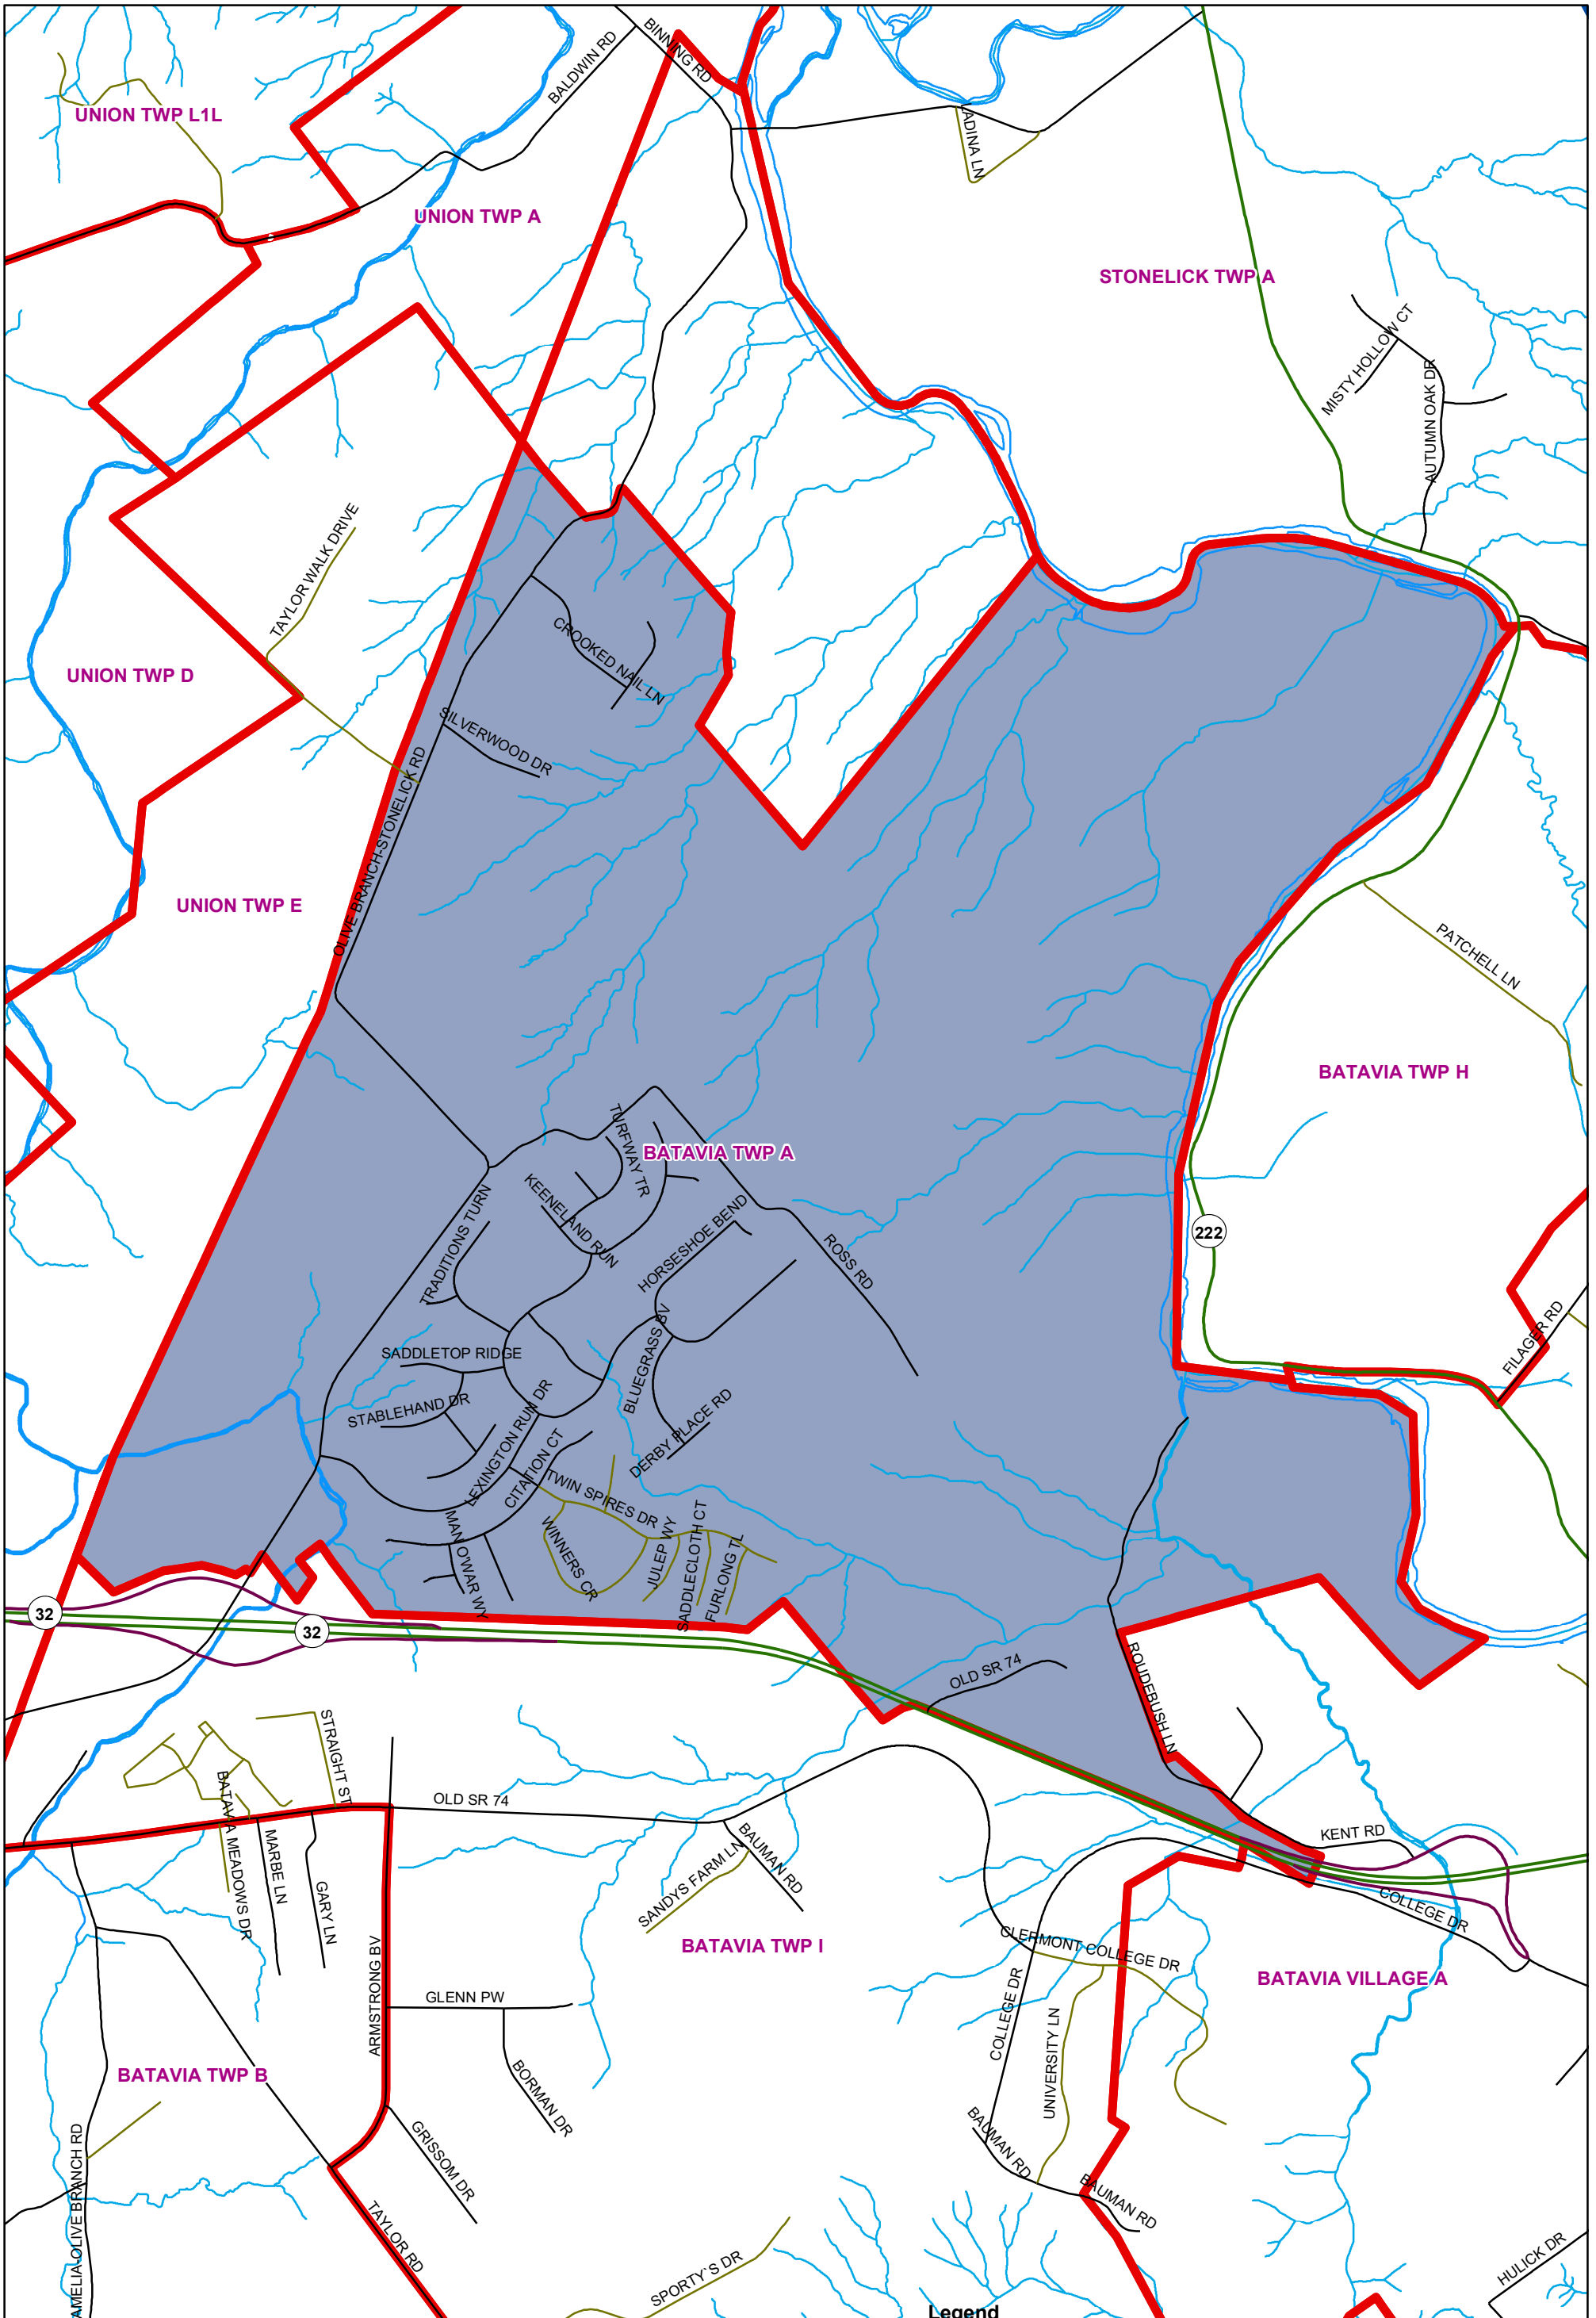 BINNING RD
BALDWIN RD
UNION TWP L1L
LADINA LN
UNION TWP A
STONELICK TWP A
MISTY HOLLOW CT
AUTUMN OAK DR
TAYLOR WALK DRIVE
CROOKED NAIL LN
UNION TWP D
SILVERWOOD DR
OLIVE BRANCH-STONELICK RD
UNION TWP E
PATCHELL LN
BATAVIA TWP H
TURFWAY TR
BATAVIA TWP A
KEENELAND RUN
TRADITIONS TURN
HORSESHOE BEND
ROSS RD
222
FILAGER RD
SADDLETOP RIDGE
BLUEGRASS BV
STABLEHAND DR
LEXINGTON RUN DR
DERBY PLACE RD
CITATION CT
TWIN SPIRES DR
MAN O'WAR WY
WINNERS CR
JULEP WY
SADDLECLOTH CT
FURLONG TL
32
32
OLD SR 74
ROUDEBUSH LN
STRAIGHT ST
BATAVIA MEADOWS DR
OLD SR 74
MARBE LN
GARY LN
SANDYS FARM LN
BAUMAN RD
KENT RD
COLLEGE DR
CLERMONT COLLEGE DR
BATAVIA TWP I
BATAVIA VILLAGE A
ARMSTRONG BV
GLENN PW
COLLEGE DR
UNIVERSITY LN
BATAVIA TWP B
BORMAN DR
GRISSOM DR
BAUMAN RD
BAUMAN RD
AMELIA-OLIVE BRANCH RD
TAYLOR RD
SPORTY'S DR
HULICK DR
Legend